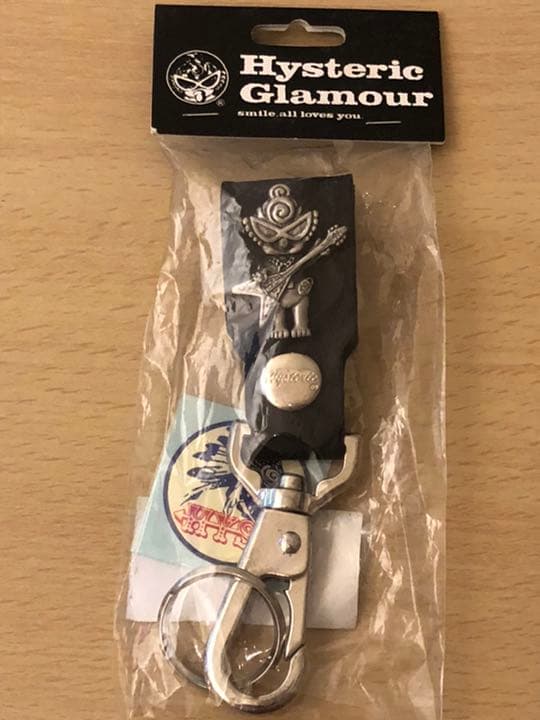 Hysteric
Glamour
smile.all loves you.
®
Hysteric